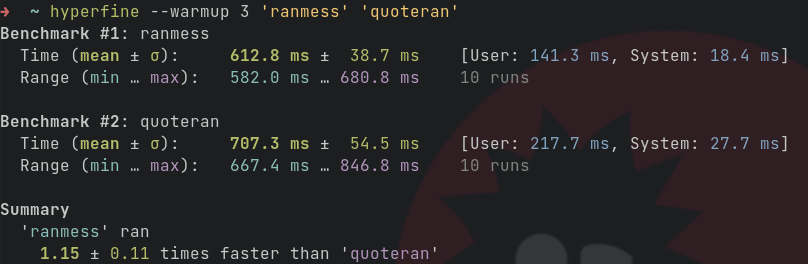 → ~ hyperfine --warmup 3 'ranmess' 'quoteran'
Benchmark #1: ranmess
Time (mean ± σ): 612.8 ms ± 38.7 ms [User: 141.3 ms, System: 18.4 ms]
Range (min … max): 582.0 ms … 680.8 ms 10 runs
Benchmark #2: quoteran
Time (mean ± σ): 707.3 ms ± 54.5 ms [User: 217.7 ms, System: 27.7 ms]
Range (min … max): 667.4 ms … 846.8 ms 10 runs
Summary
'ranmess' ran
1.15 ± 0.11 times faster than 'quoteran'